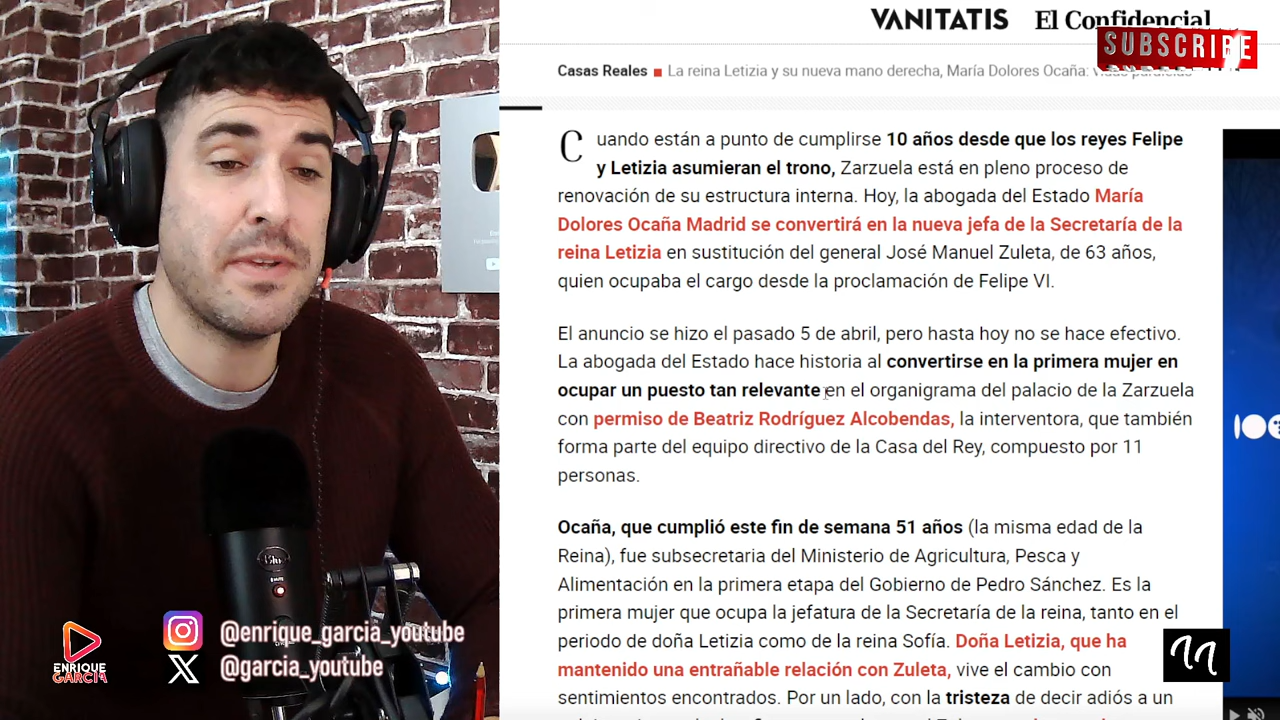 VANITATIS El Confidencial
SUBSCRIBE
Casas Reales La reina Letizia y su nueva mano derecha, María Dolores Ocaña: vidas paralelas
Cuando están a punto de cumplirse 10 años desde que los reyes Felipe
y Letizia asumieran el trono, Zarzuela está en pleno proceso de
renovación de su estructura interna. Hoy, la abogada del Estado María
Dolores Ocaña Madrid se convertirá en la nueva jefa de la Secretaría de la
reina Letizia en sustitución del general José Manuel Zuleta, de 63 años,
quien ocupaba el cargo desde la proclamación de Felipe VI.
El anuncio se hizo el pasado 5 de abril, pero hasta hoy no se hace efectivo.
La abogada del Estado hace historia al convertirse en la primera mujer en
ocupar un puesto tan relevante en el organigrama del palacio de la Zarzuela
con permiso de Beatriz Rodríguez Alcobendas, la interventora, que también
forma parte del equipo directivo de la Casa del Rey, compuesto por 11
personas.
Ocaña, que cumplió este fin de semana 51 años (la misma edad de la
Reina), fue subsecretaria del Ministerio de Agricultura, Pesca y
Alimentación en la primera etapa del Gobierno de Pedro Sánchez. Es la
primera mujer que ocupa la jefatura de la Secretaría de la reina, tanto en el
periodo de doña Letizia como de la reina Sofía. Doña Letizia, que ha
mantenido una entrañable relación con Zuleta, vive el cambio con
sentimientos encontrados. Por un lado, con la tristeza de decir adiós a un
Blue
ENRIQUE
GARCIA
@enrique_garcia_youtube
@garcia_youtube